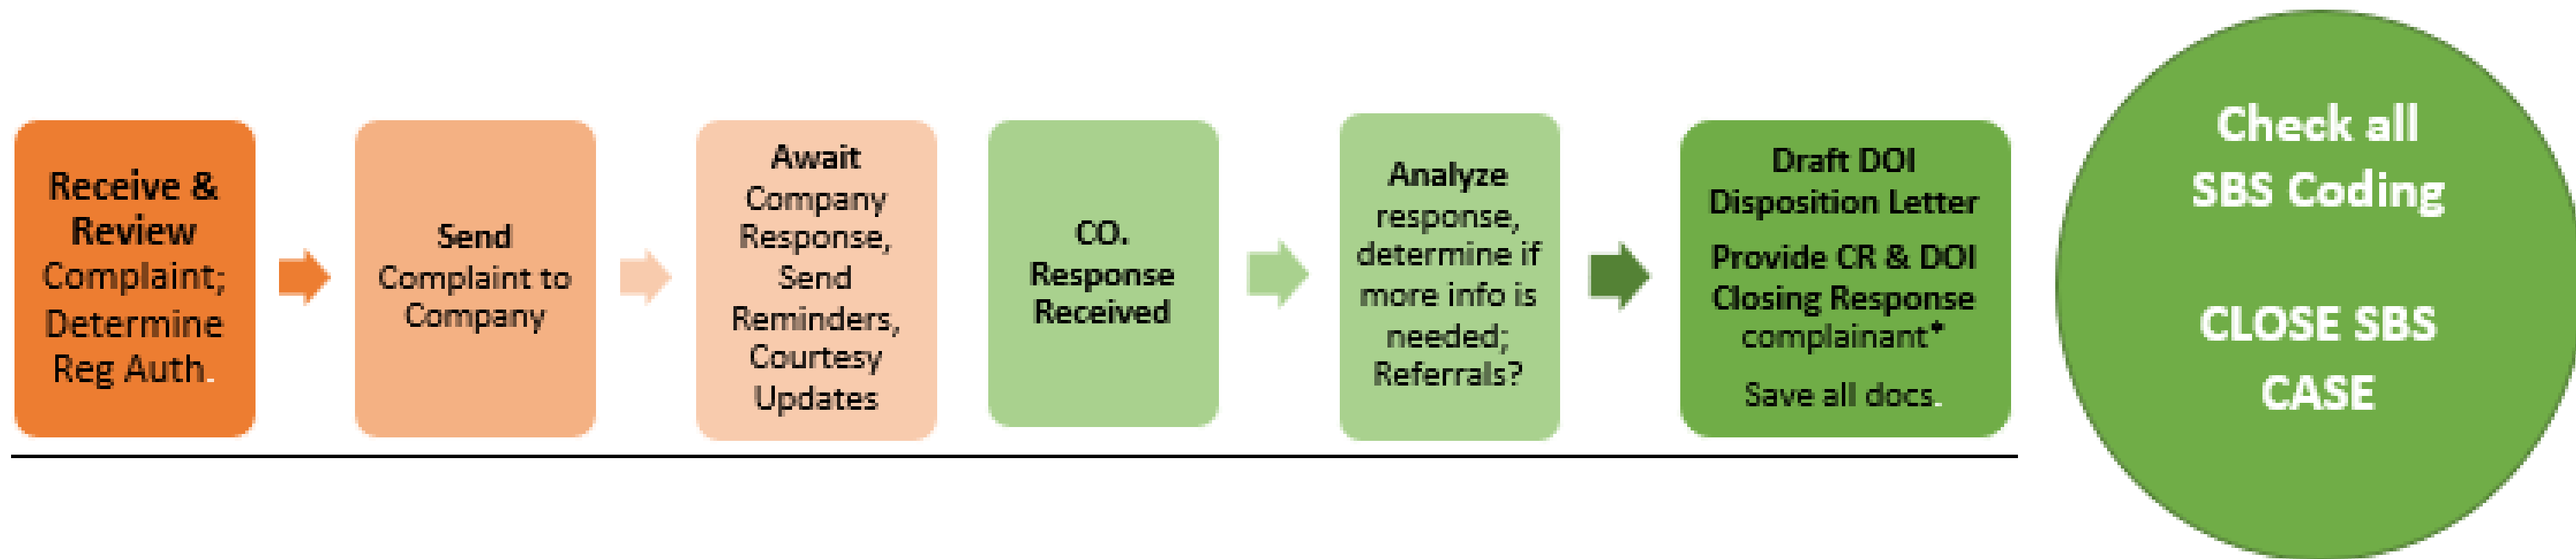 Receive &
Review
Complaint;
Determine
Reg Auth.
Send
Complaint to
Company
Await
Company
Response,
Send
Reminders,
Courtesy
Updates
CO.
Response
Received
Analyze
response,
determine if
more info is
needed;
Referrals?
Draft DOI
Disposition Letter
Provide CR & DOI
Closing Response
complainant*
Save all docs.
Check all
SBS Coding
CLOSE SBS
CASE